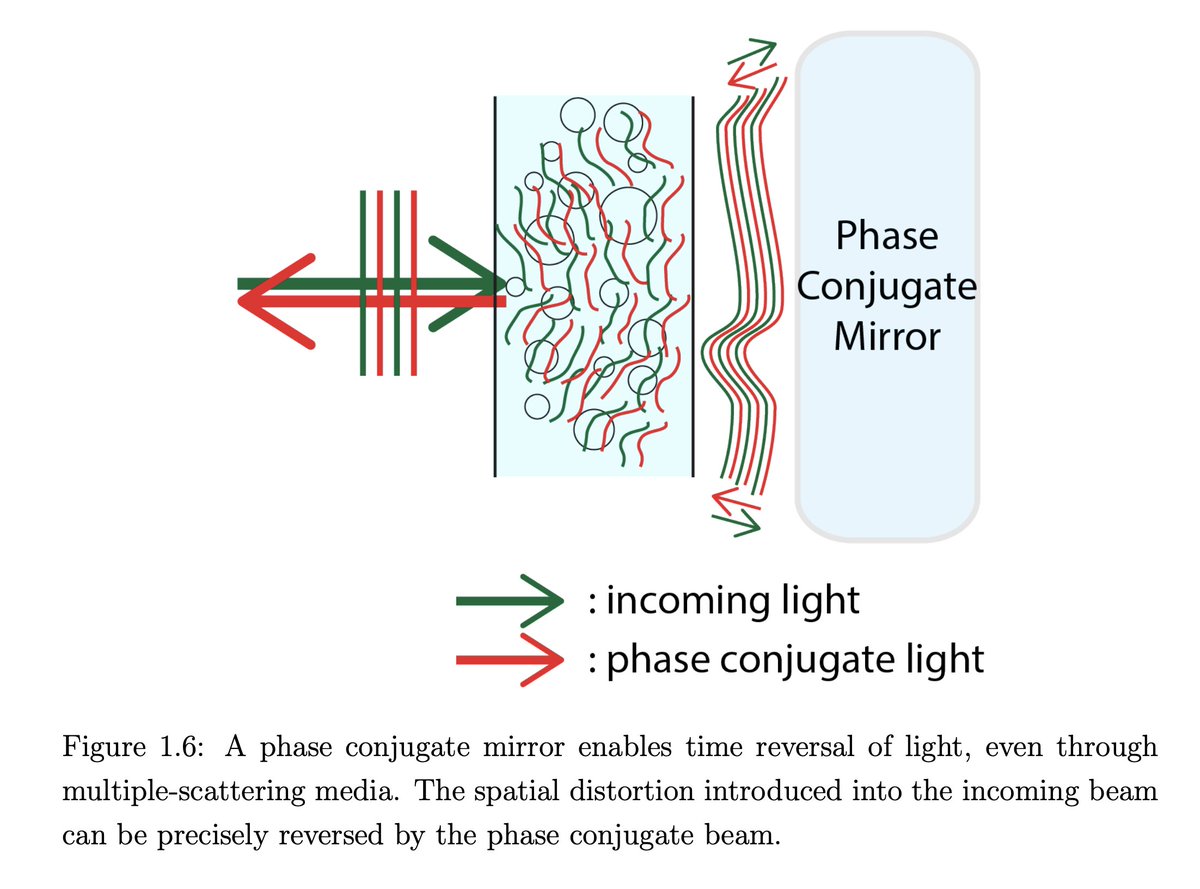 Phase
Conjugate
Mirror
: incoming light
: phase conjugate light
Figure 1.6: A phase conjugate mirror enables time reversal of light, even through
multiple-scattering media. The spatial distortion introduced into the incoming beam
can be precisely reversed by the phase conjugate beam.